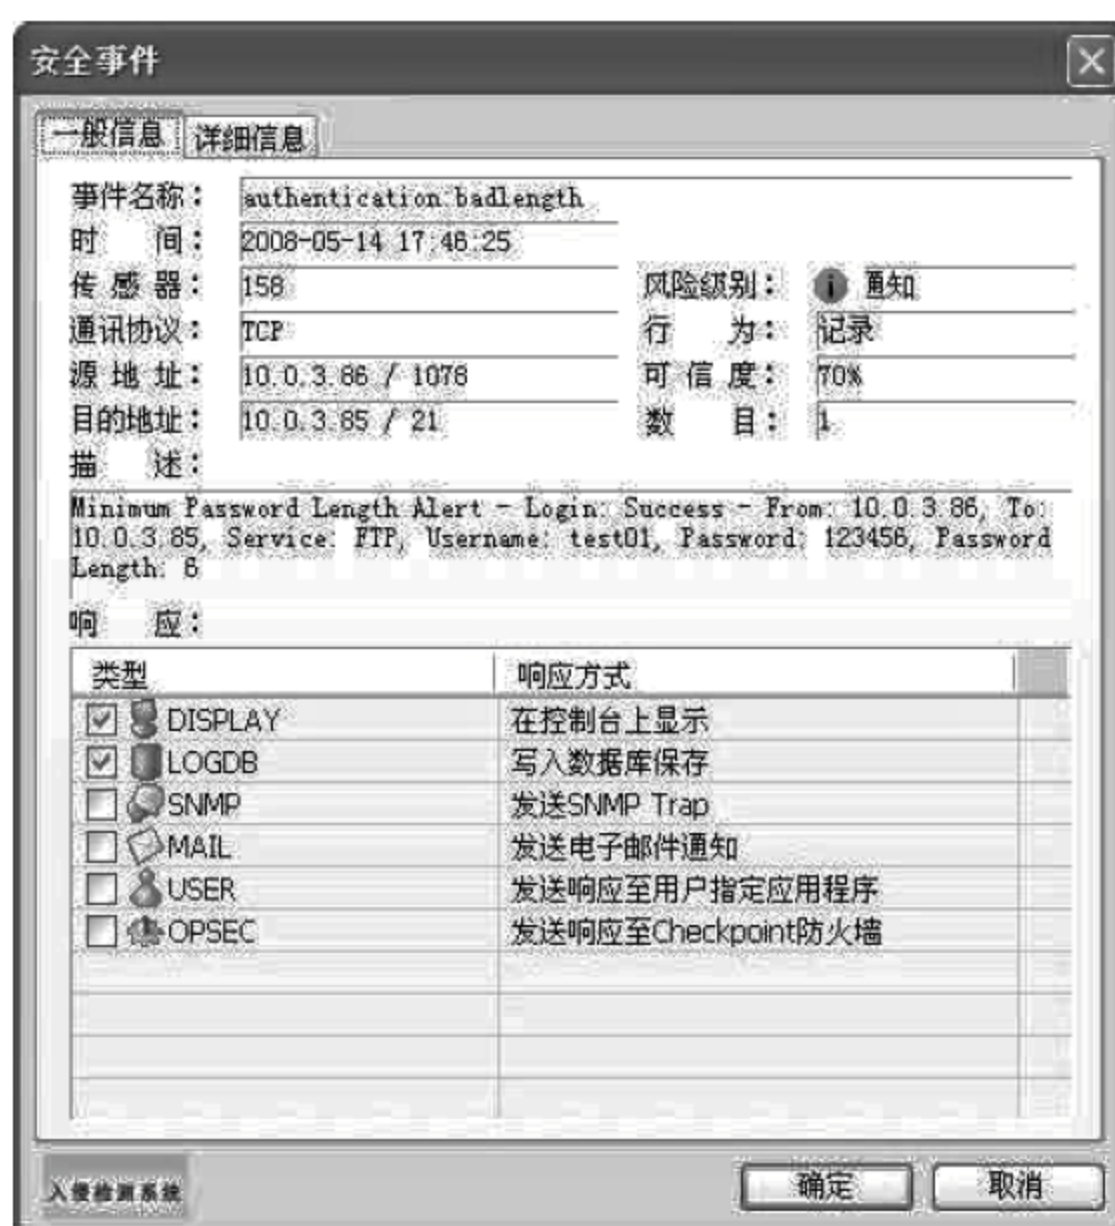 安全事件
一般信息 详细信息
事件名称： authentication:badlength
时 间： 2008-05-14 17:48:25
传 感 器： 158 风险级别： 通知
通讯协议： TCP 行 为： 记录
源 地 址： 10.0.3.86 / 1078 可 信 度： 70%
目的地址： 10.0.3.85 / 21 数 目： 1
描 述：
Minimum Password Length Alert - Login: Success - From: 10.0.3.86, To:
10.0.3.85, Service: FTP, Username: test01, Password: 123456, Password
Length: 6
响 应：
类型 响应方式
DISPLAY 在控制台上显示
LOGDB 写入数据库保存
SNMP 发送SNMP Trap
MAIL 发送电子邮件通知
USER 发送响应至用户指定应用程序
OPSEC 发送响应至Checkpoint防火墙
入侵检测系统 确定 取消